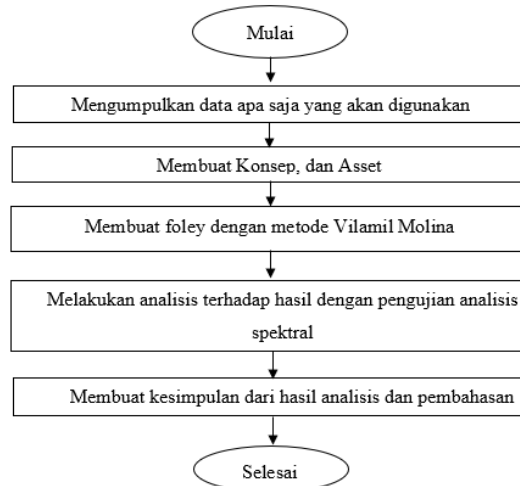 Mulai
Mengumpulkan data apa saja yang akan digunakan
Membuat Konsep, dan Asset
Membuat foley dengan metode Vilamil Molina
Melakukan analisis terhadap hasil dengan pengujian analisis
spektral
Membuat kesimpulan dari hasil analisis dan pembahasan
Selesai